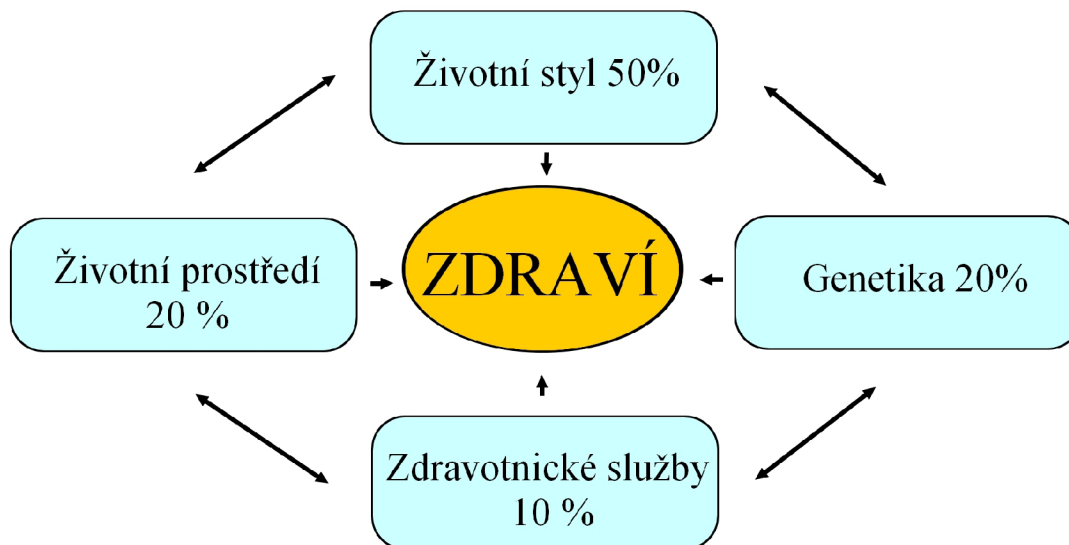 Životní styl 50%
Životní prostředí
20 %
ZDRAVÍ
Genetika 20%
Zdravotnické služby
10 %